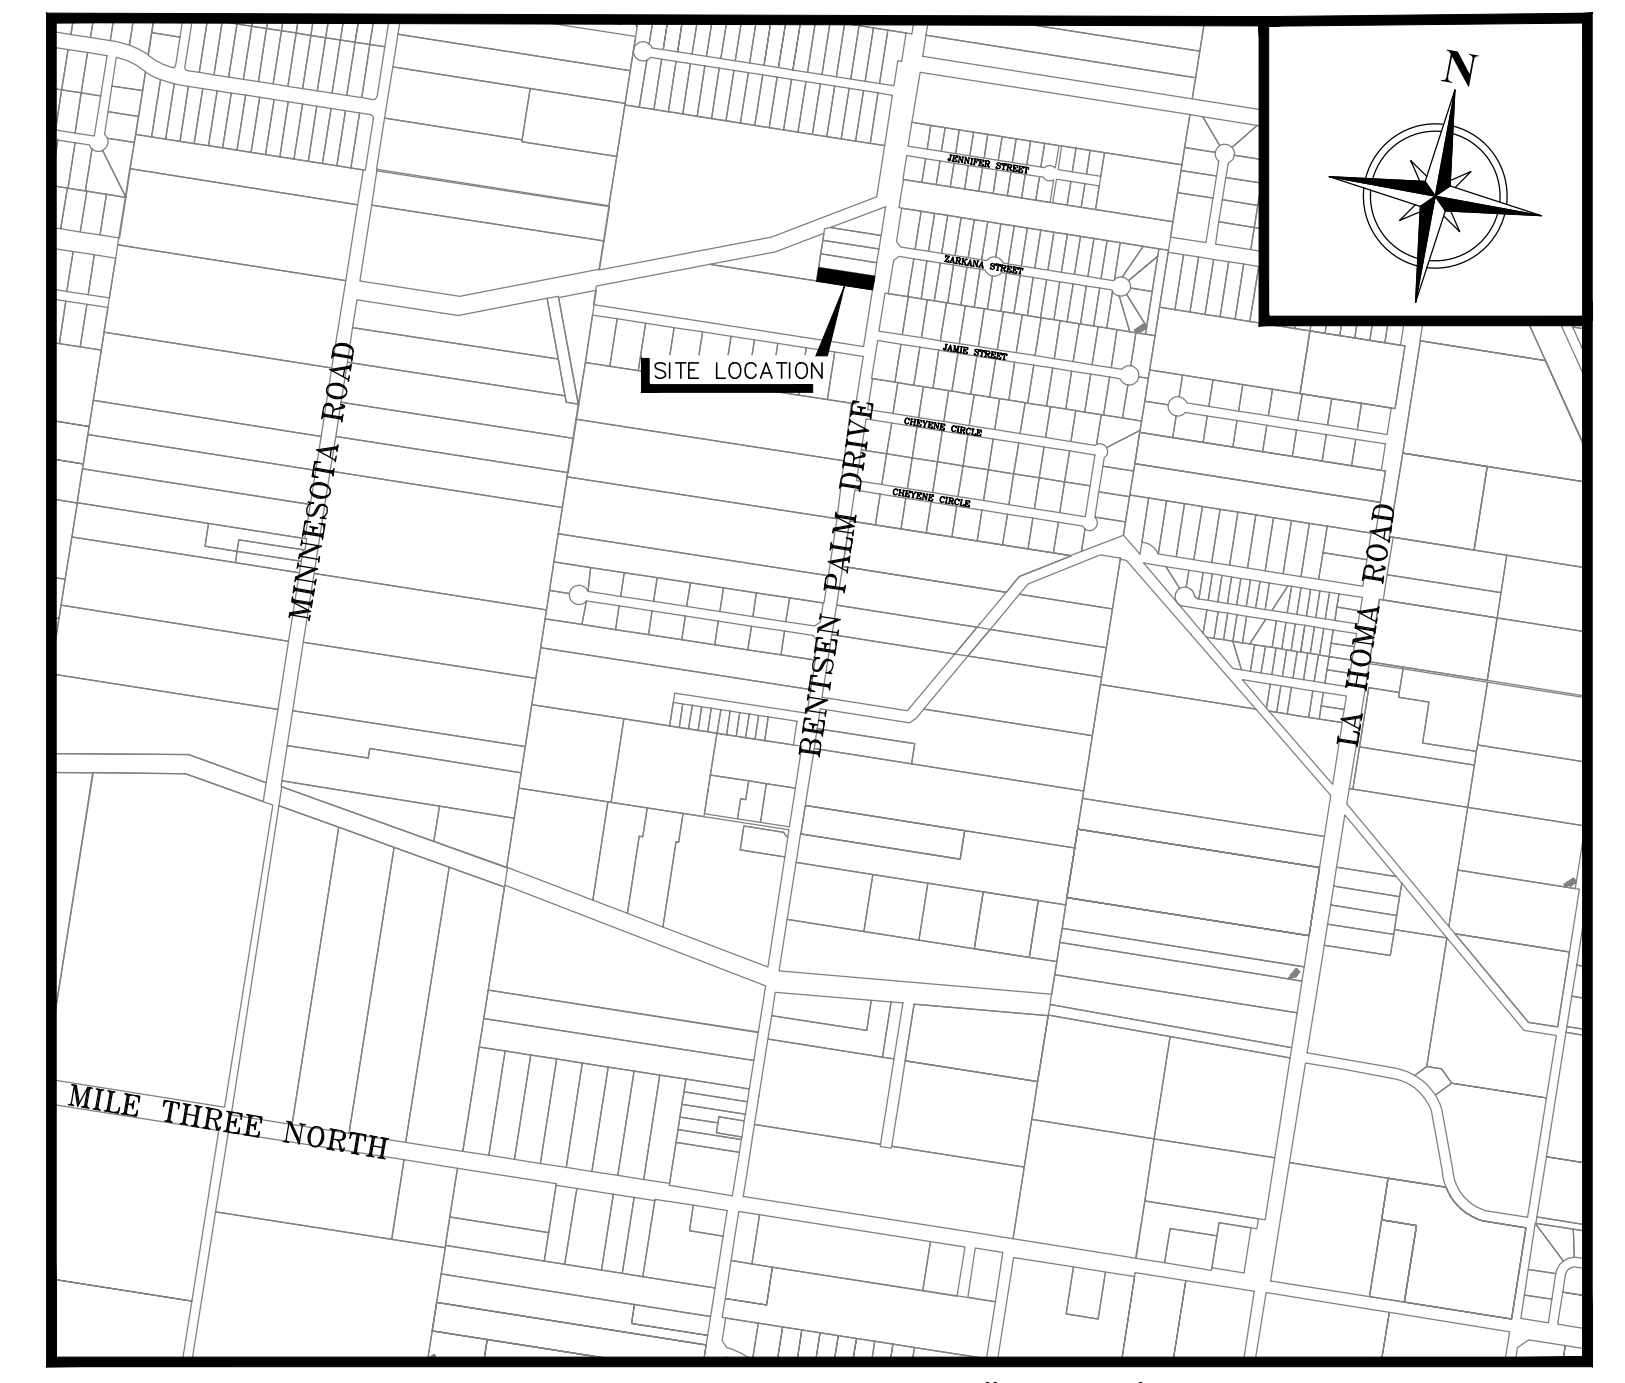 N
JENNIFER STREET
ZARKANA STREET
JAMIE STREET
SITE LOCATION
CHEYENE CIRCLE
CHEYENE CIRCLE
MINNESOTA ROAD
BENTSEN PALM DRIVE
LA HOMA ROAD
MILE THREE NORTH